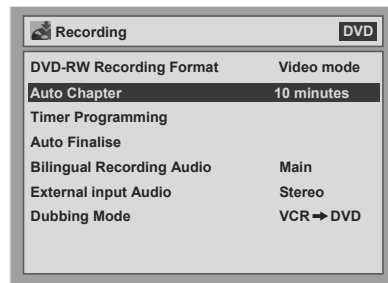 Recording DVD
DVD-RW Recording Format Video mode
Auto Chapter 10 minutes
Timer Programming
Auto Finalise
Bilingual Recording Audio Main
External input Audio Stereo
Dubbing Mode VCR➡DVD